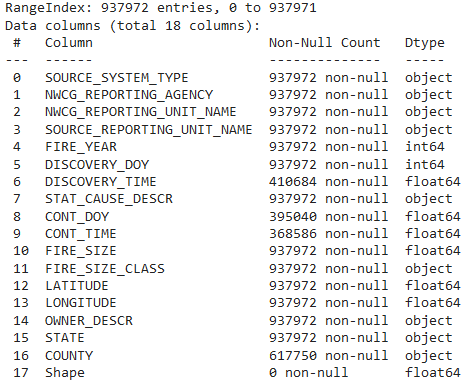 RangeIndex: 937972 entries, 0 to 937971
Data columns (total 18 columns):
 #   Column                     Non-Null Count   Dtype
---  ------                     --------------   -----
 0   SOURCE_SYSTEM_TYPE         937972 non-null  object
 1   NWCG_REPORTING_AGENCY      937972 non-null  object
 2   NWCG_REPORTING_UNIT_NAME   937972 non-null  object
 3   SOURCE_REPORTING_UNIT_NAME 937972 non-null  object
 4   FIRE_YEAR                  937972 non-null  int64
 5   DISCOVERY_DOY              937972 non-null  int64
 6   DISCOVERY_TIME             410684 non-null  float64
 7   STAT_CAUSE_DESCR           937972 non-null  object
 8   CONT_DOY                   395040 non-null  float64
 9   CONT_TIME                  368586 non-null  float64
 10  FIRE_SIZE                  937972 non-null  float64
 11  FIRE_SIZE_CLASS            937972 non-null  object
 12  LATITUDE                   937972 non-null  float64
 13  LONGITUDE                  937972 non-null  float64
 14  OWNER_DESCR                937972 non-null  object
 15  STATE                      937972 non-null  object
 16  COUNTY                     617750 non-null  object
 17  Shape                      0 non-null       float64